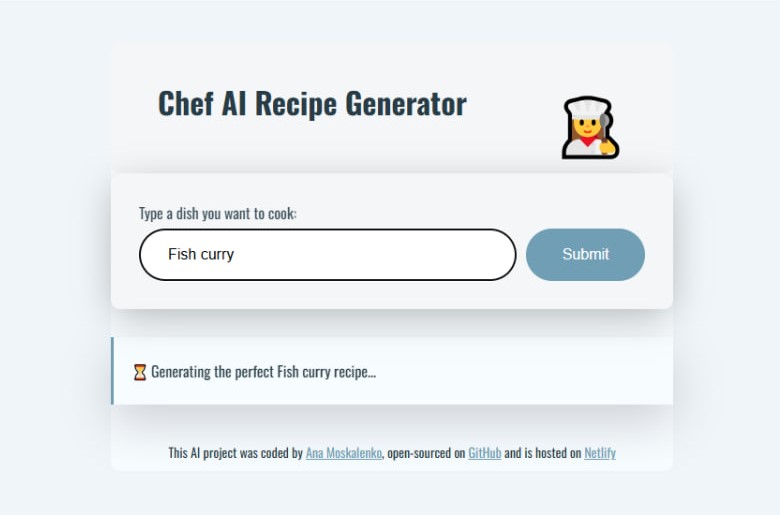 Chef AI Recipe Generator
Type a dish you want to cook:
Fish curry
Submit
Generating the perfect Fish curry recipe...
This AI project was coded by Ana Moskalenko, open-sourced on GitHub and is hosted on Netlify